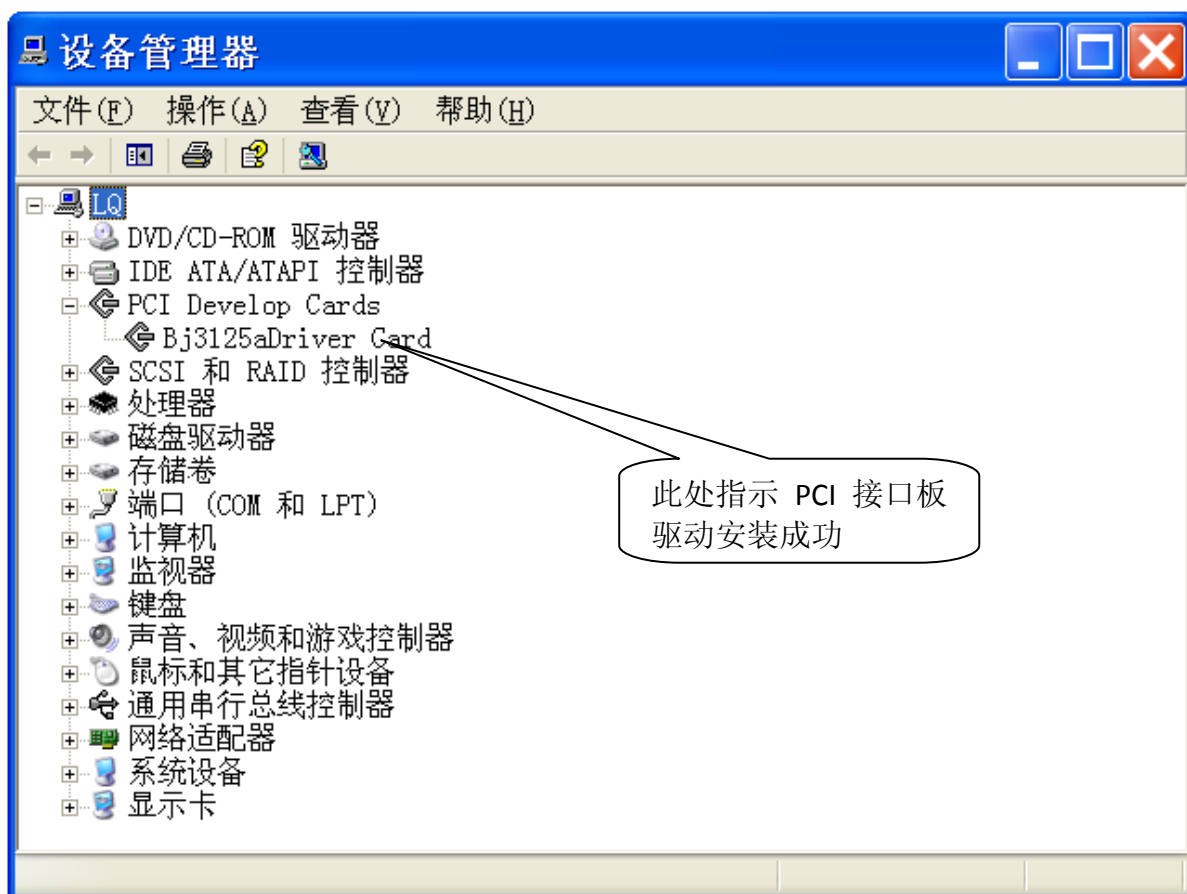 设备管理器
文件(F) 操作(A) 查看(V) 帮助(H)
LQ
DVD/CD-ROM 驱动器
IDE ATA/ATAPI 控制器
PCI Develop Cards
Bj3125aDriver Card
SCSI 和 RAID 控制器
处理器
磁盘驱动器
存储卷
端口 (COM 和 LPT)
计算机
监视器
键盘
声音、视频和游戏控制器
鼠标和其它指针设备
通用串行总线控制器
网络适配器
系统设备
显示卡
此处指示 PCI 接口板
驱动安装成功